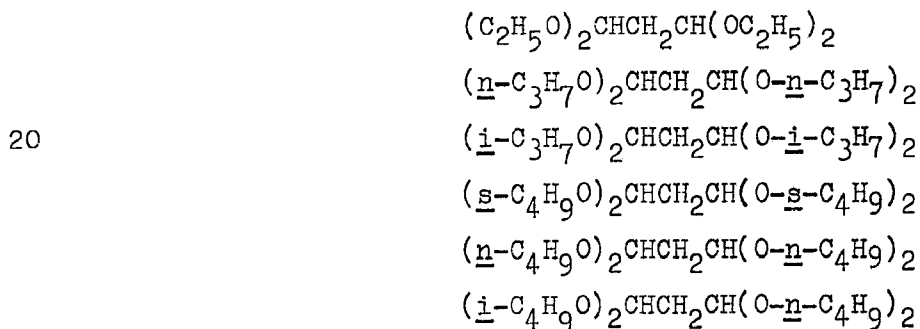 (C₂H₅O)₂CHCH₂CH(OC₂H₅)₂
(n-C₃H₇O)₂CHCH₂CH(O-n-C₃H₇)₂
20 (i-C₃H₇O)₂CHCH₂CH(O-i-C₃H₇)₂
(s-C₄H₉O)₂CHCH₂CH(O-s-C₄H₉)₂
(n-C₄H₉O)₂CHCH₂CH(O-n-C₄H₉)₂
(i-C₄H₉O)₂CHCH₂CH(O-n-C₄H₉)₂